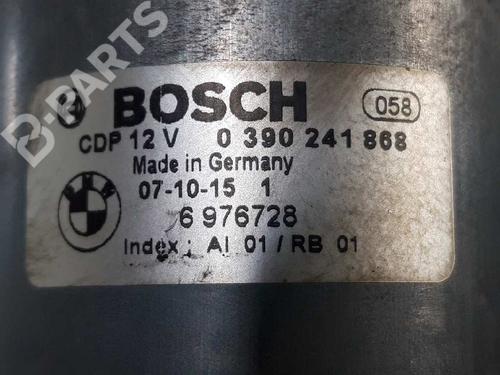 B-PARTS
BOSCH 058
CDP 12 V 0 390 241 868
Made in Germany
07-10-15 1
6 976728
Index : AI 01 / RB 01